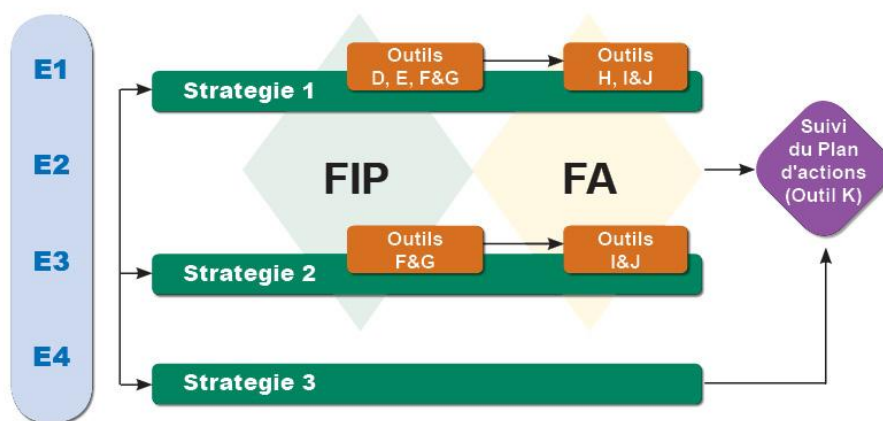 E1
E2
E3
E4
Outils
D, E, F&G
Outils
H, I&J
Strategie 1
FIP
FA
Suivi
du Plan
d'actions
(Outil K)
Outils
F&G
Outils
I&J
Strategie 2
Strategie 3